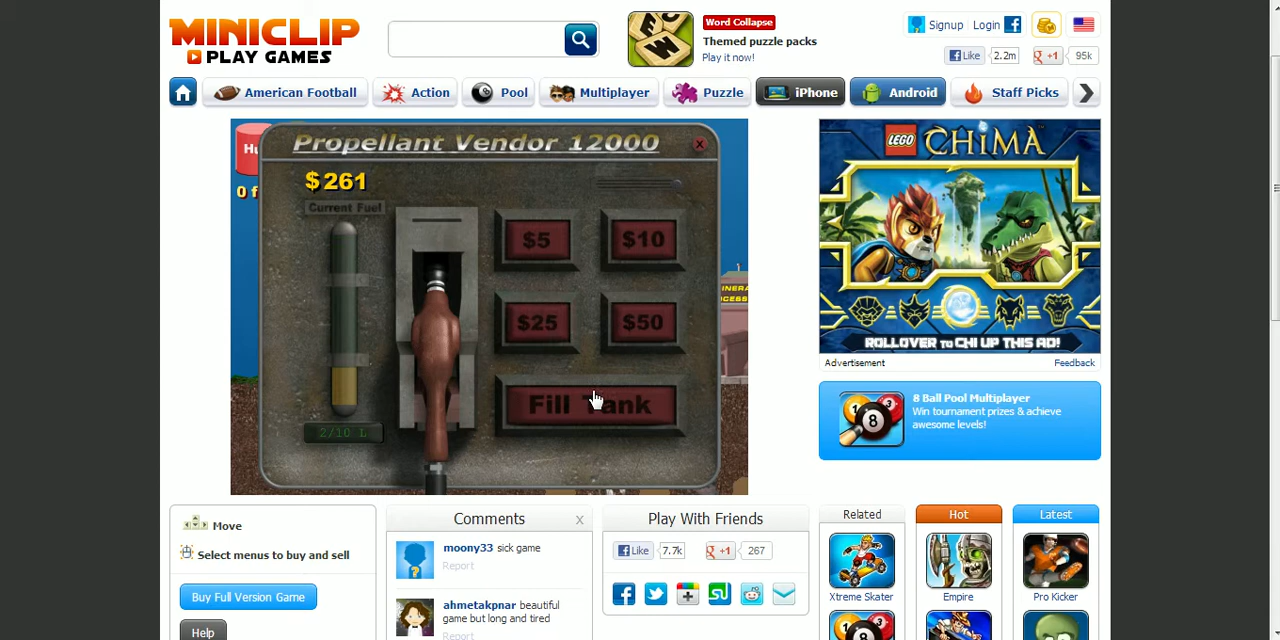 MINICLIP
PLAY GAMES
Word Collapse
Themed puzzle packs
Play it now!
Signup
Login
Like
2.2m
+1
95k
American Football
Action
Pool
Multiplayer
Puzzle
iPhone
Android
Staff Picks
Propellant Vendor 12000
$261
Current Fuel
0 f
$5
$10
$25
$50
Fill Tank
2/10 L
LEGO CHIMA
ROLLOVER TO CHI UP THIS AD!
Advertisement
Feedback
8 Ball Pool Multiplayer
Win tournament prizes & achieve
awesome levels!
Move
Select menus to buy and sell
Buy Full Version Game
Help
Comments
x
moony33 sick game
Report
ahmetakpnar beautiful
game but long and tired
Report
Play With Friends
Like
7.7k
+1
267
Related
Hot
Latest
Xtreme Skater
Empire
Pro Kicker